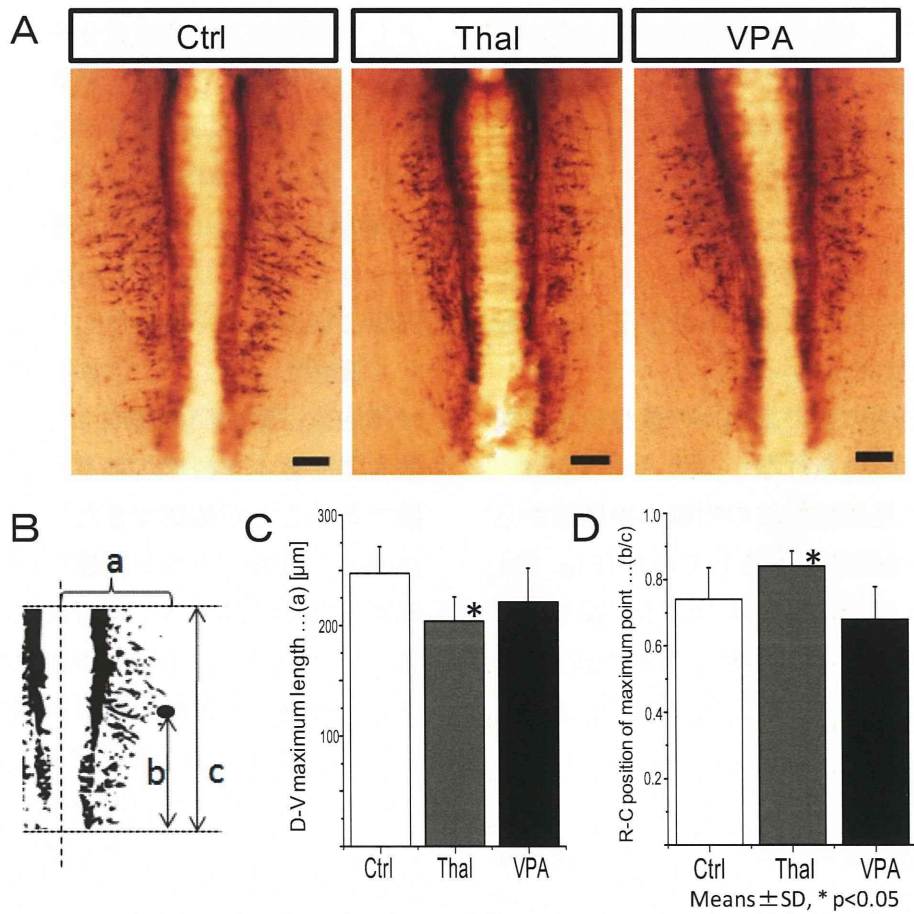 A
Ctrl
Thal
VPA
B
a
b
c
C
D-V maximum length ...(a) [μm]
300
250
200
100
*
Ctrl
Thal
VPA
D
R-C position of maximum point ...(b/c)
1.0
0.8
0.6
0.4
0.2
*
Ctrl
Thal
VPA
Means ±SD, * p<0.05